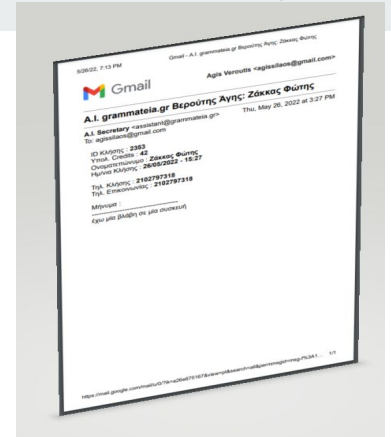 5/26/22, 7:13 PM
Gmail - A.I. grammateia.gr Βερούτης Άγης: Ζάκκας Φώτης
Gmail
Agis Veroutis <agissilaos@gmail.com>
A.I. grammateia.gr Βερούτης Άγης: Ζάκκας Φώτης
A.I. Secretary <assistant@grammateia.gr>
Thu, May 26, 2022 at 3:27 PM
To: agissilaos@gmail.com
ID Κλήσης : 2383
Υπολ. Credits : 42
Ονοματεπώνυμο : Ζάκκας Φώτης
Ημ/νια Κλήσης : 26/05/2022 - 15:27
Τηλ. Κλήσης : 2102797318
Τηλ. Επικοινωνίας : 2102797318
Μήνυμα :
έχω μία βλάβη σε μία συσκευή
1/1